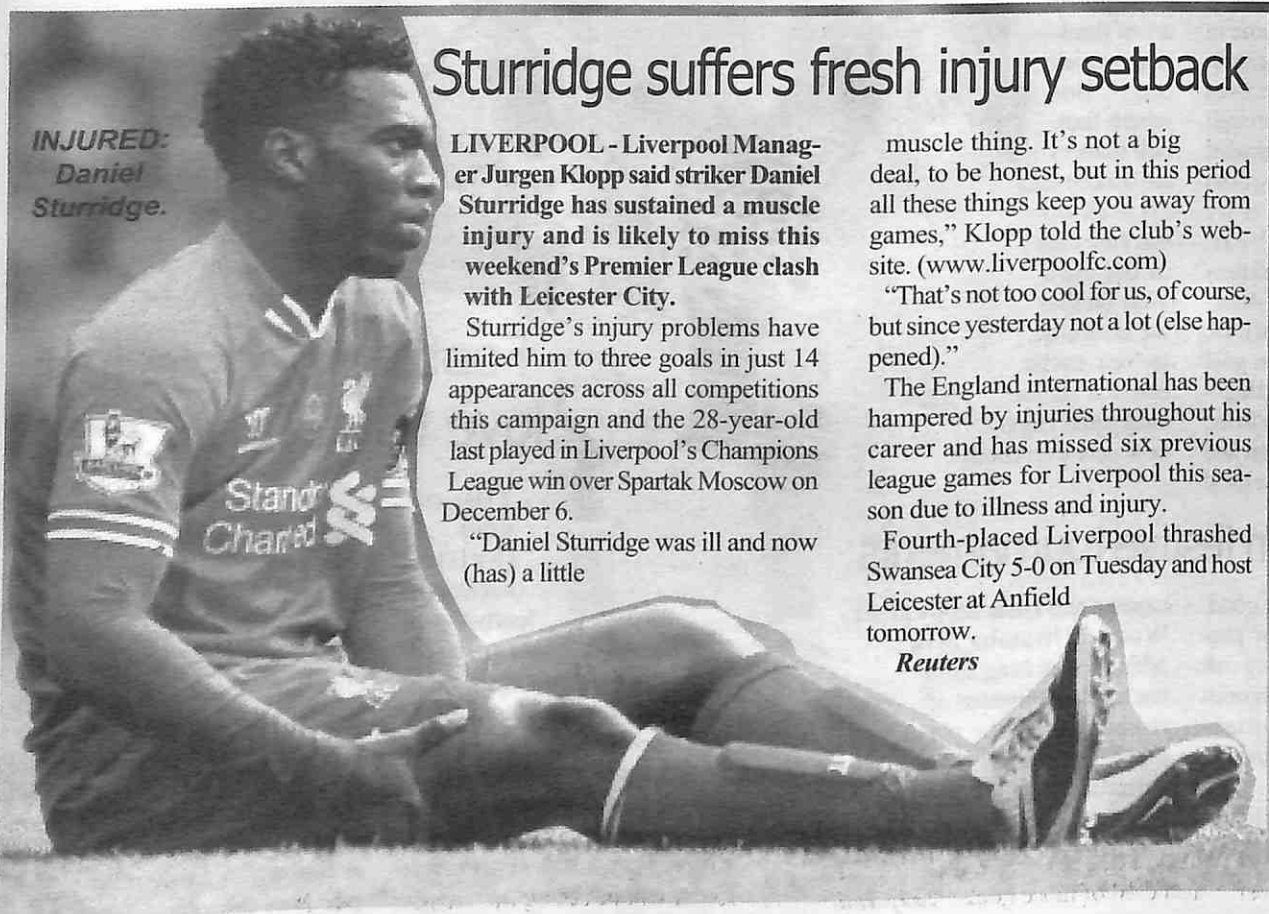 Sturridge suffers fresh injury setback
INJURED:
Daniel
Sturridge.
LIVERPOOL - Liverpool Manag-
er Jurgen Klopp said striker Daniel
Sturridge has sustained a muscle
injury and is likely to miss this
weekend's Premier League clash
with Leicester City.
Sturridge's injury problems have
limited him to three goals in just 14
appearances across all competitions
this campaign and the 28-year-old
last played in Liverpool's Champions
League win over Spartak Moscow on
December 6.
"Daniel Sturridge was ill and now
(has) a little
muscle thing. It's not a big
deal, to be honest, but in this period
all these things keep you away from
games," Klopp told the club's web-
site. (www.liverpoolfc.com)
"That's not too cool for us, of course,
but since yesterday not a lot (else hap-
pened)."
The England international has been
hampered by injuries throughout his
career and has missed six previous
league games for Liverpool this sea-
son due to illness and injury.
Fourth-placed Liverpool thrashed
Swansea City 5-0 on Tuesday and host
Leicester at Anfield
tomorrow.
Reuters